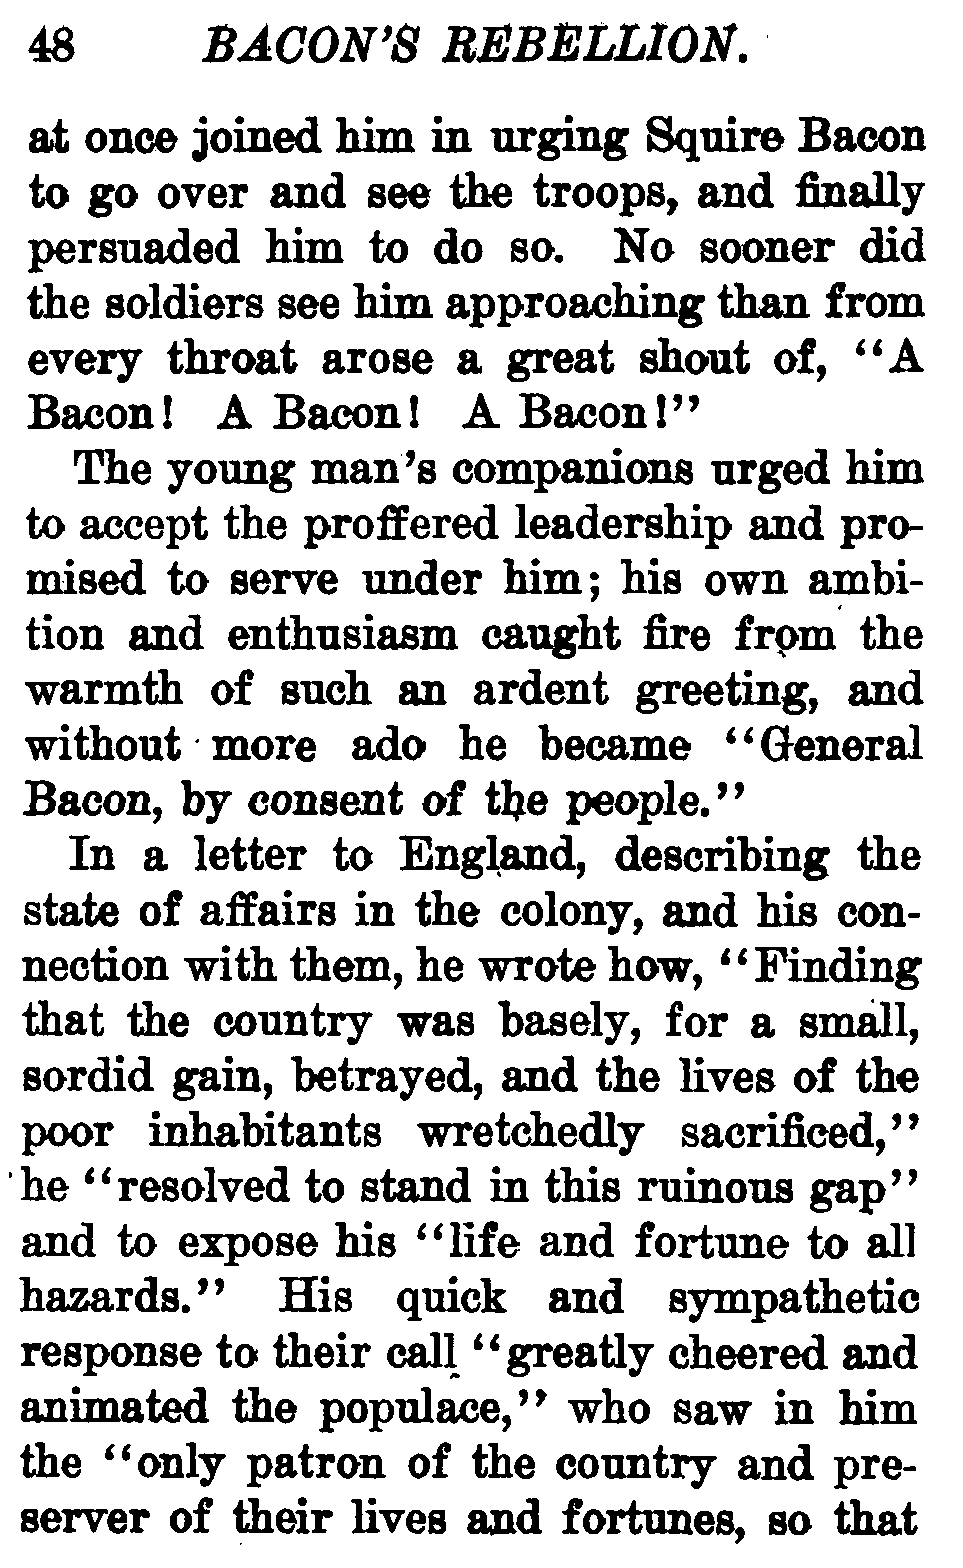 48 BACON'S REBELLION.
at once joined him in urging Squire Bacon
to go over and see the troops, and finally
persuaded him to do so. No sooner did
the soldiers see him approaching than from
every throat arose a great shout of, "A
Bacon! A Bacon! A Bacon!"
The young man's companions urged him
to accept the proffered leadership and pro-
mised to serve under him; his own ambi-
tion and enthusiasm caught fire from the
warmth of such an ardent greeting, and
without more ado he became "General
Bacon, by consent of the people."
In a letter to England, describing the
state of affairs in the colony, and his con-
nection with them, he wrote how, "Finding
that the country was basely, for a small,
sordid gain, betrayed, and the lives of the
poor inhabitants wretchedly sacrificed,"
he "resolved to stand in this ruinous gap"
and to expose his "life and fortune to all
hazards." His quick and sympathetic
response to their call "greatly cheered and
animated the populace," who saw in him
the "only patron of the country and pre-
server of their lives and fortunes, so that